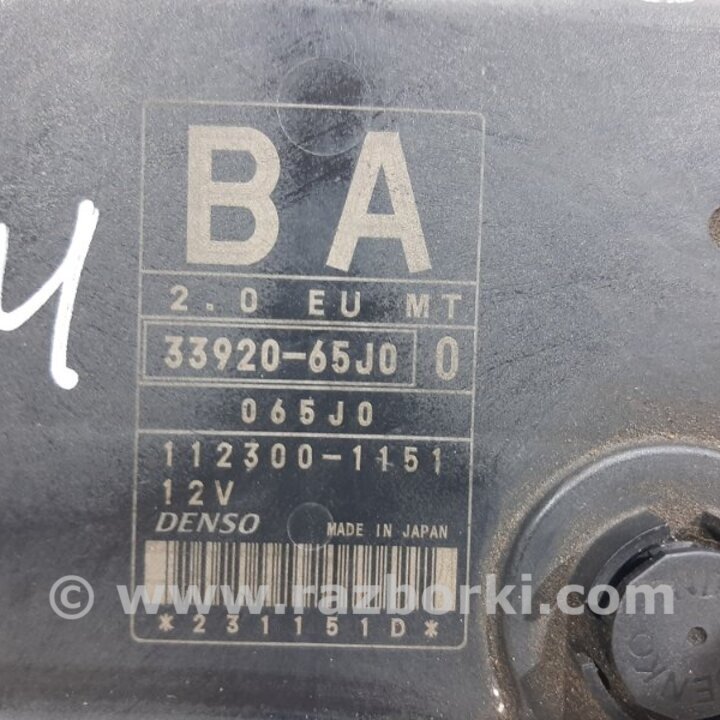 BA
2.0 EU MT
33920-65J0 0
065J0
112300-1151
12V
DENSO MADE IN JAPAN
© www.razborki.com
*231151D*